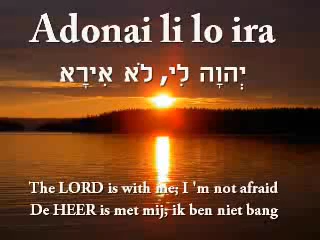 Adonai li lo ira
יְהוָה לִי, לֹא אִירָא
The LORD is with me; I 'm not afraid
De HEER is met mij; ik ben niet bang